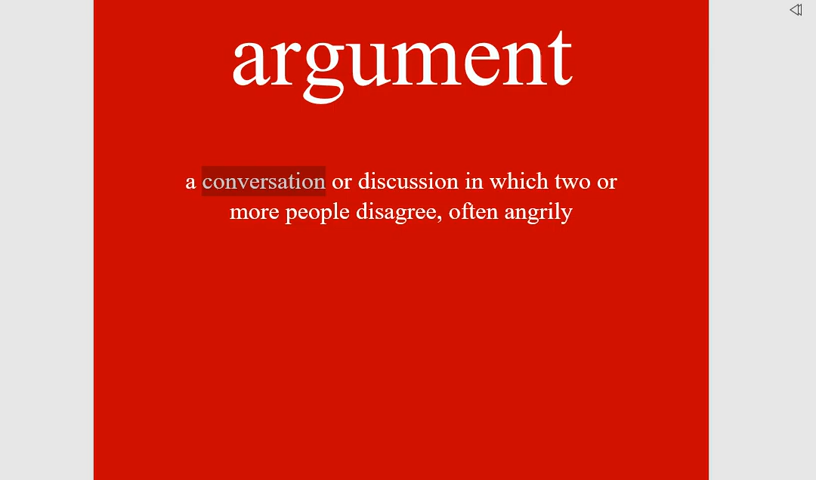 argument
a conversation or discussion in which two or
more people disagree, often angrily